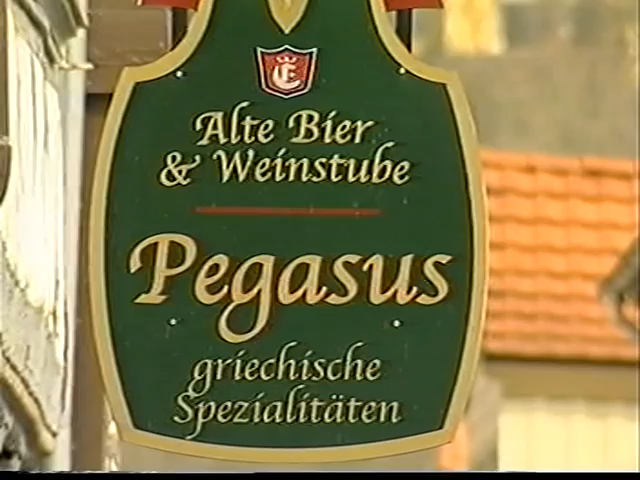 Alte Bier
& Weinstube
Pegasus
griechische
Spezialitäten